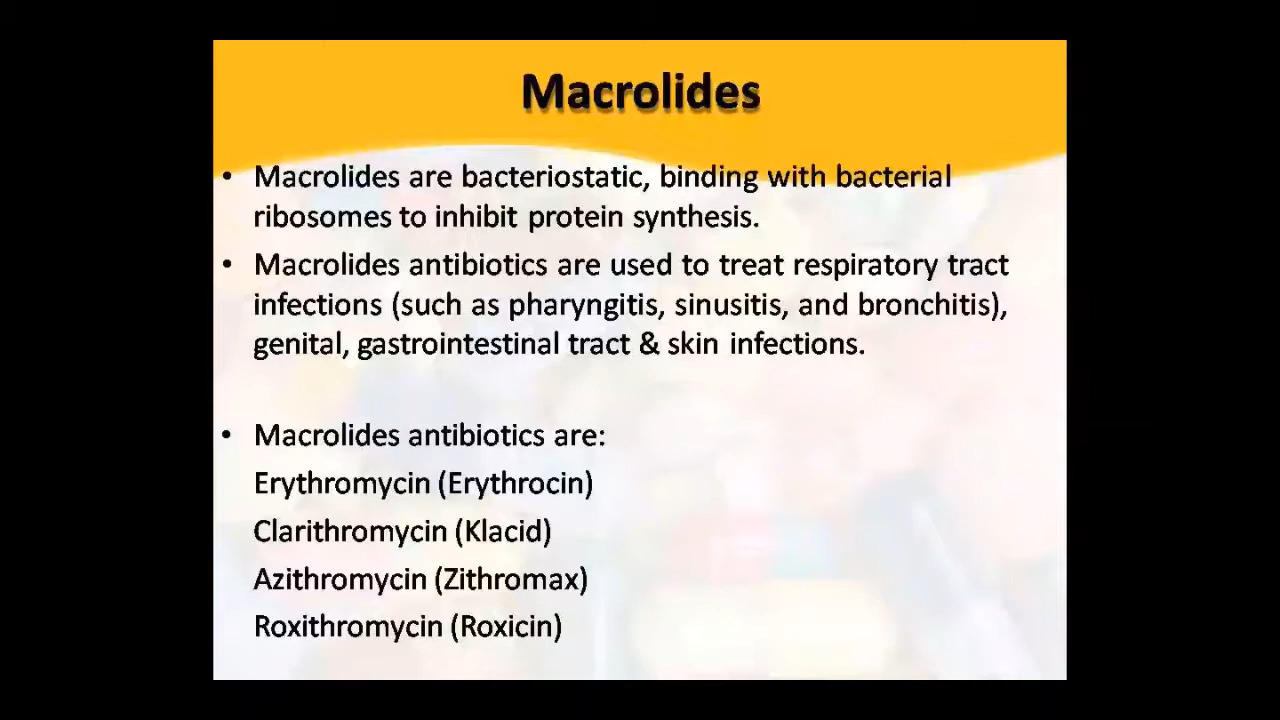 Macrolides
• Macrolides are bacteriostatic, binding with bacterial
ribosomes to inhibit protein synthesis.
• Macrolides antibiotics are used to treat respiratory tract
infections (such as pharyngitis, sinusitis, and bronchitis),
genital, gastrointestinal tract & skin infections.
• Macrolides antibiotics are:
Erythromycin (Erythrocin)
Clarithromycin (Klacid)
Azithromycin (Zithromax)
Roxithromycin (Roxicin)